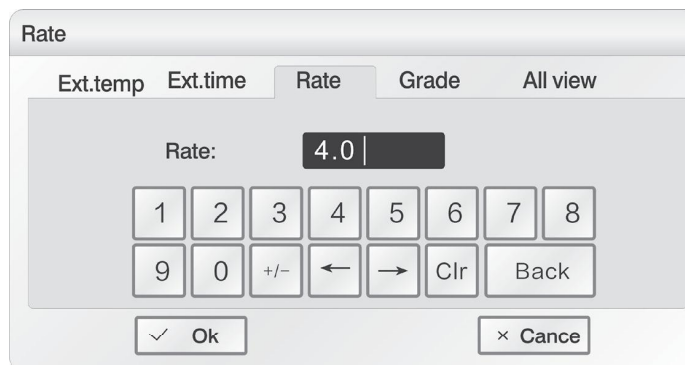 Rate
Ext.temp Ext.time Rate Grade All view
Rate: 4.0
1 2 3 4 5 6 7 8
9 0 +/- ← → Clr Back
✓ Ok × Cance